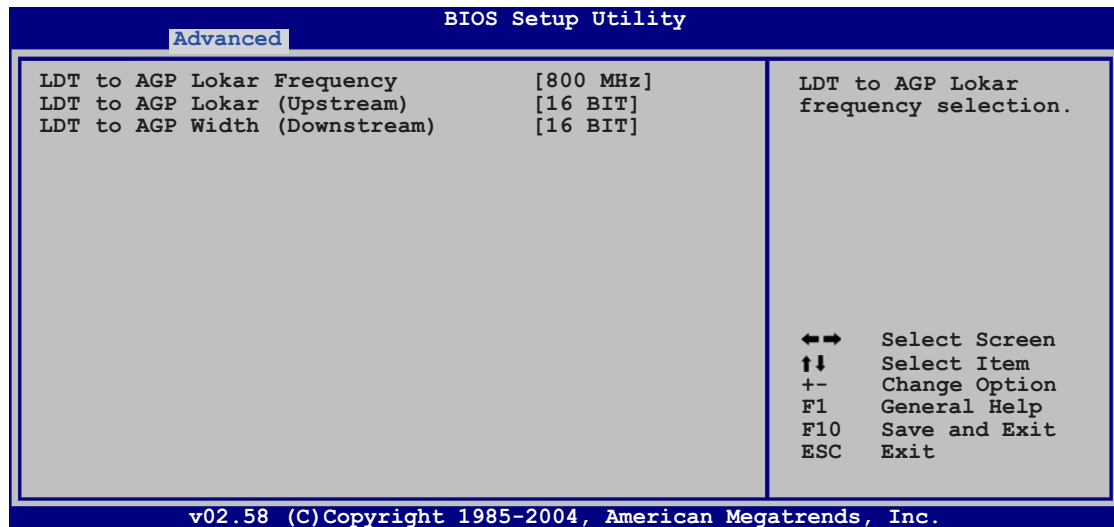 BIOS Setup Utility
Advanced
LDT to AGP Lokar Frequency [800 MHz]
LDT to AGP Lokar (Upstream) [16 BIT]
LDT to AGP Width (Downstream) [16 BIT]
LDT to AGP Lokar
frequency selection.
←→ Select Screen
↑↓ Select Item
+- Change Option
F1 General Help
F10 Save and Exit
ESC Exit
v02.58 (C)Copyright 1985-2004, American Megatrends, Inc.